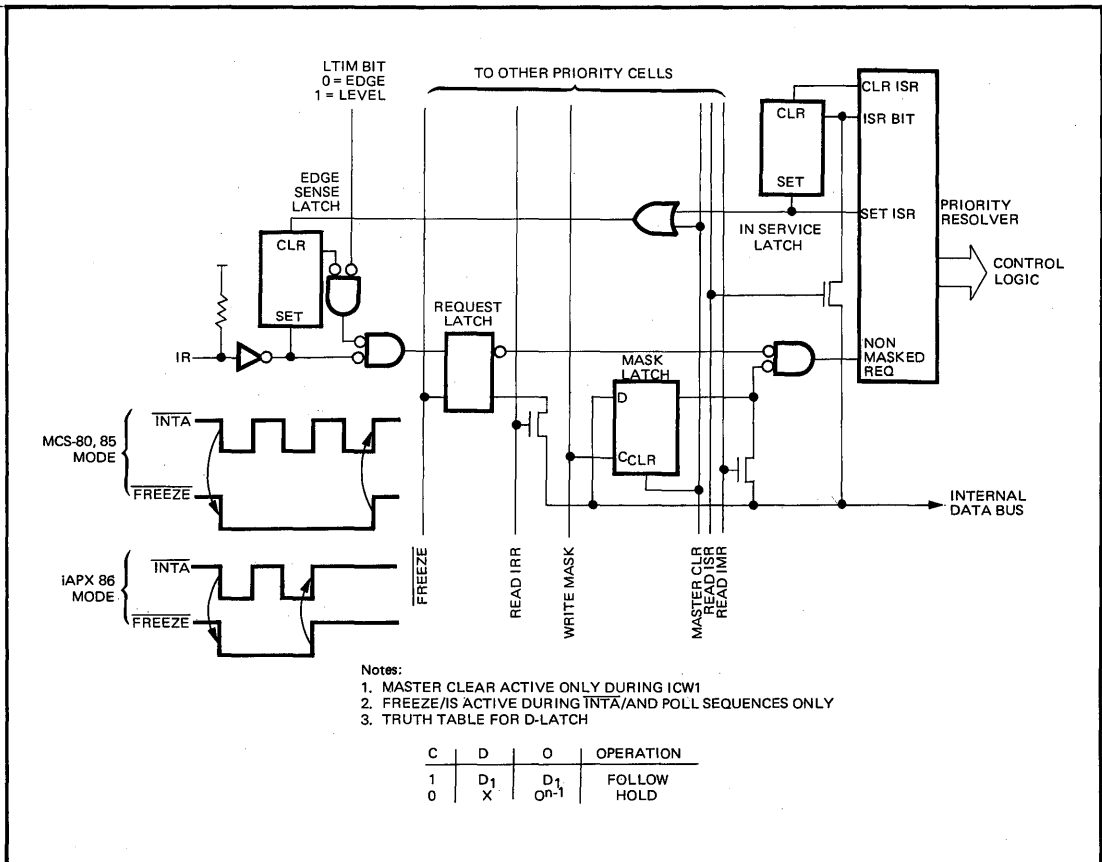 LTIM BIT
0 = EDGE
1 = LEVEL
TO OTHER PRIORITY CELLS
CLR ISR
CLR
ISR BIT
SET
EDGE
SENSE
LATCH
SET ISR
PRIORITY
RESOLVER
IN SERVICE
LATCH
CLR
CONTROL
LOGIC
SET
REQUEST
LATCH
IR
NON
MASKED
REQ
MASK
LATCH
D
C
CLR
INTERNAL
DATA BUS
MCS-80, 85
MODE
INTA
FREEZE
iAPX 86
MODE
INTA
FREEZE
FREEZE
READ IRR
WRITE MASK
MASTER CLR
READ ISR
READ IMR
Notes:
1. MASTER CLEAR ACTIVE ONLY DURING ICW1
2. FREEZE/IS ACTIVE DURING INTA/AND POLL SEQUENCES ONLY
3. TRUTH TABLE FOR D-LATCH
C D O OPERATION
1 D1 D1 FOLLOW
0 X On-1 HOLD